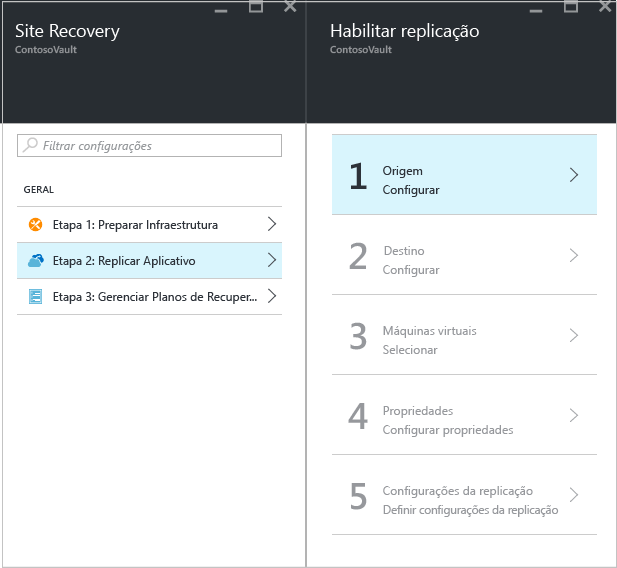 Site Recovery
ContosoVault
Filtrar configurações
GERAL
Etapa 1: Preparar Infraestrutura
Etapa 2: Replicar Aplicativo
Etapa 3: Gerenciar Planos de Recuper...
Habilitar replicação
ContosoVault
1
Origem
Configurar
2
Destino
Configurar
3
Máquinas virtuais
Selecionar
4
Propriedades
Configurar propriedades
5
Configurações da replicação
Definir configurações da replicação